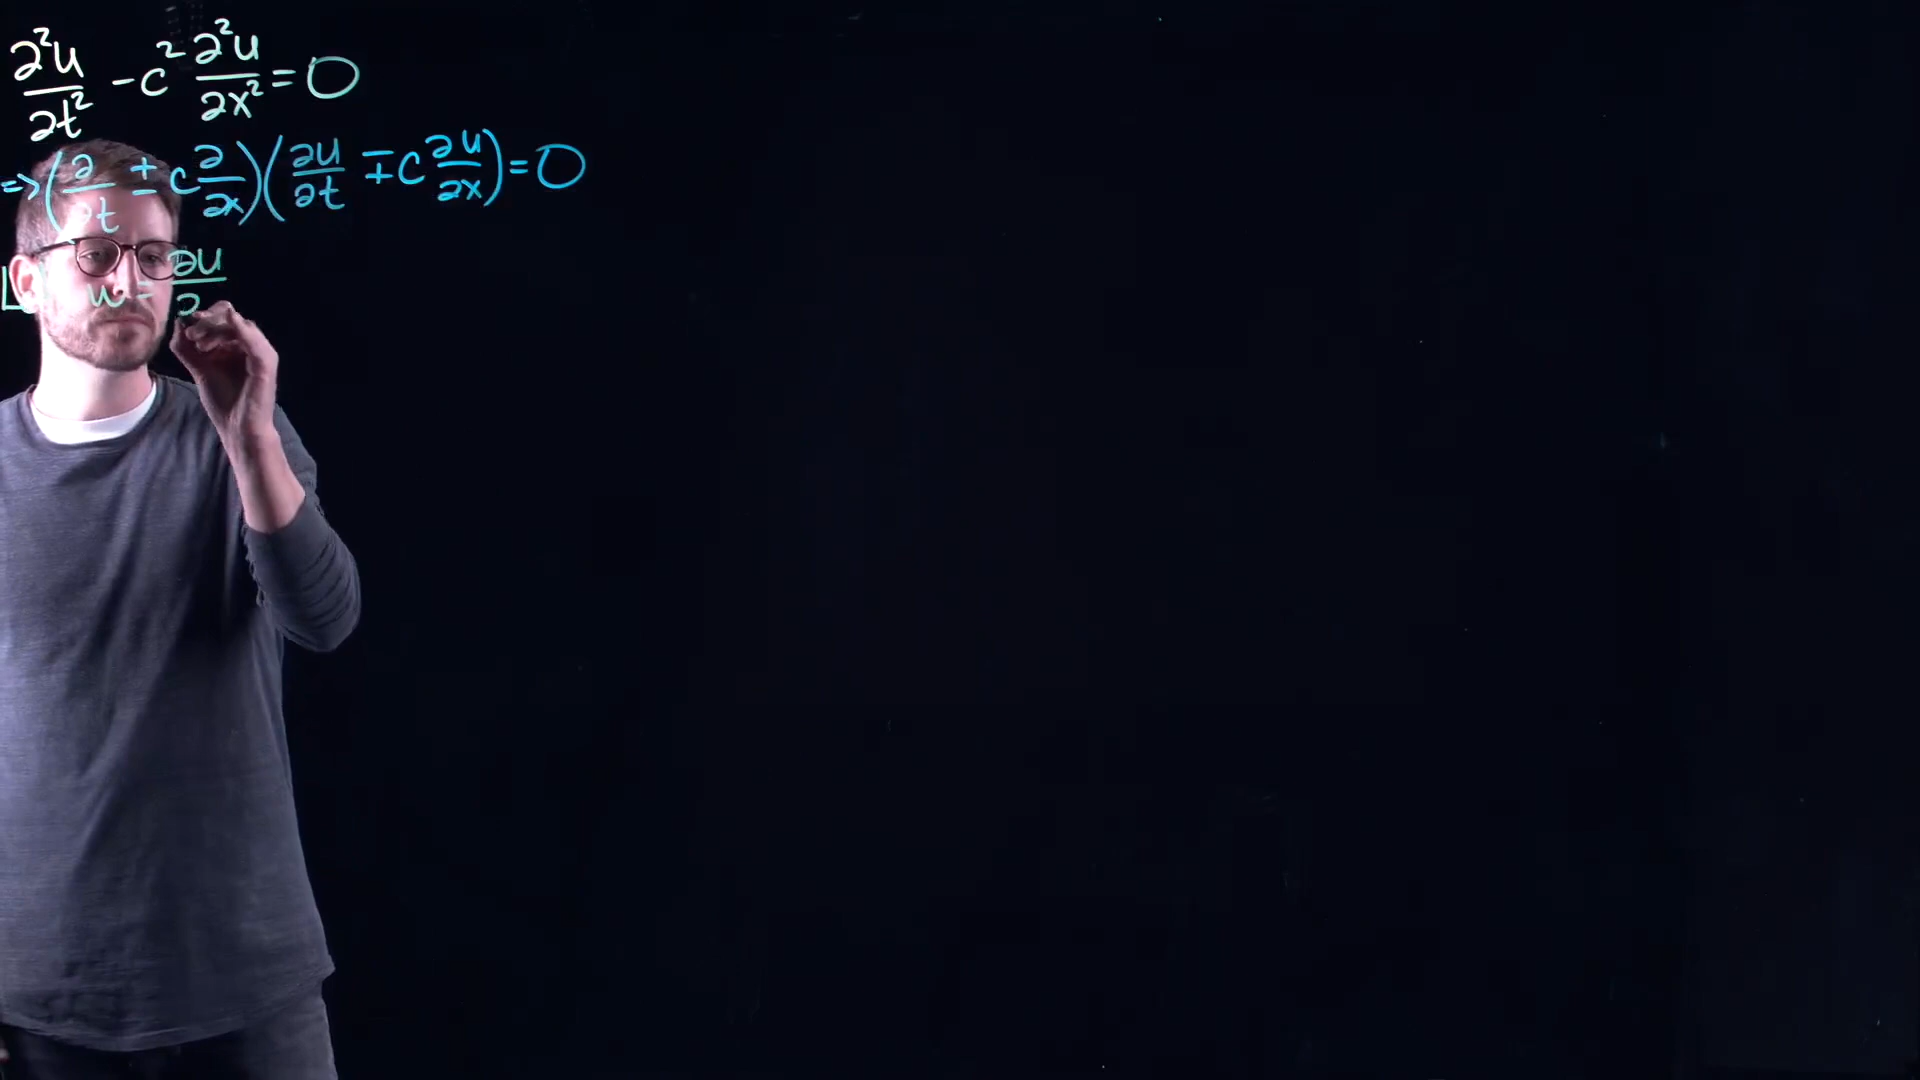 ∂²u/∂t² - c² ∂²u/∂x² = 0
=> (∂/∂t ± c ∂/∂x)(∂u/∂t ∓ c ∂u/∂x) = 0
w = ∂u/∂